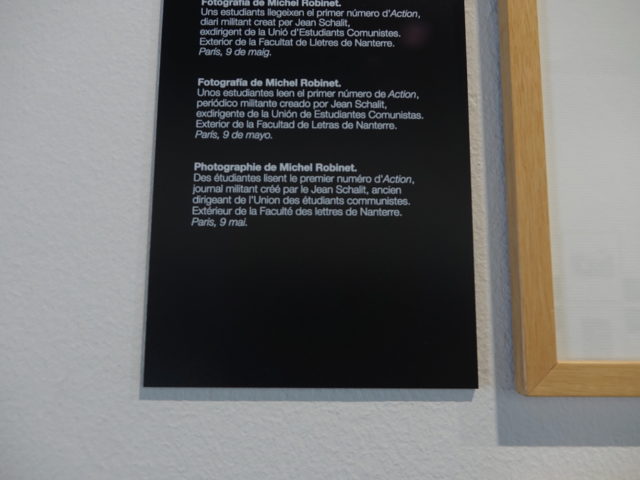 Fotografia de Michel Robinet.
Uns estudiants llegeixen el primer número d'Action,
diari militant creat per Jean Schalit,
exdirigent de la Unió d'Estudiants Comunistes.
Exterior de la Facultat de Lletres de Nanterre.
París, 9 de maig.
Fotografía de Michel Robinet.
Unos estudiantes leen el primer número de Action,
periódico militante creado por Jean Schalit,
exdirigente de la Unión de Estudiantes Comunistas.
Exterior de la Facultad de Letras de Nanterre.
París, 9 de mayo.
Photographie de Michel Robinet.
Des étudiantes lisent le premier numéro d'Action,
journal militant créé par le Jean Schalit, ancien
dirigeant de l'Union des étudiants communistes.
Extérieur de la Faculté des lettres de Nanterre.
Paris, 9 mai.